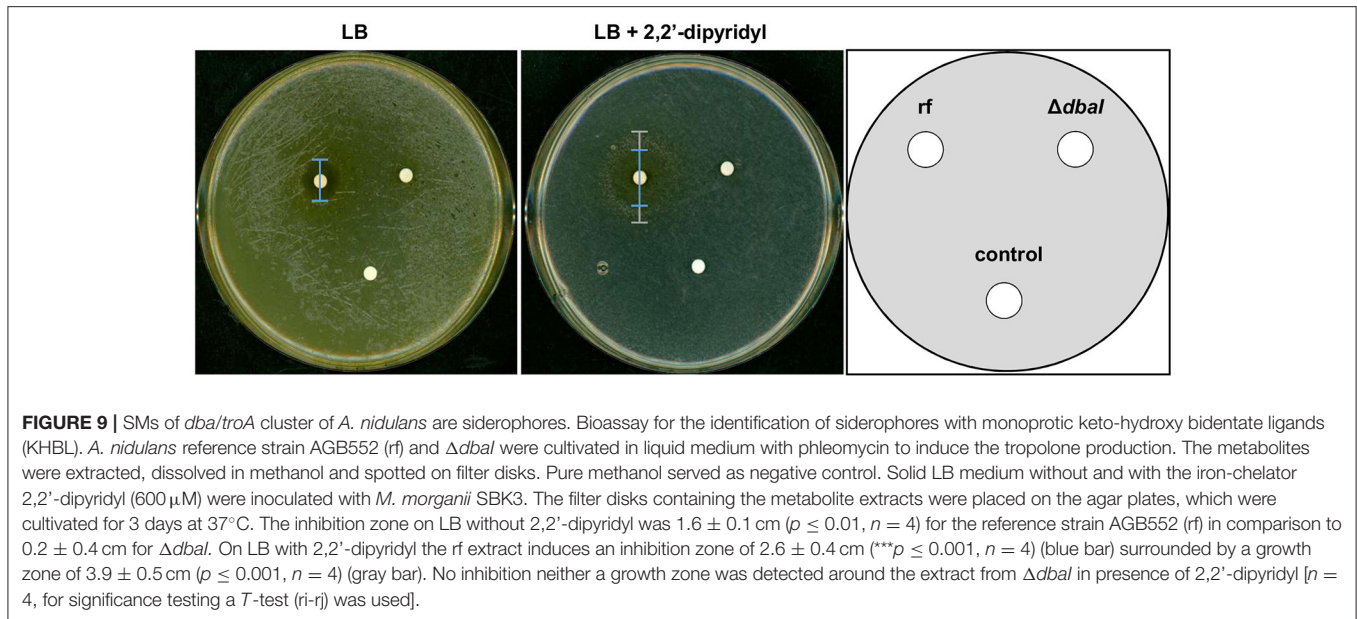 LB
LB + 2,2’-dipyridyl
rf
Δdbal
control
FIGURE 9 | SMs of dba/troA cluster of A. nidulans are siderophores. Bioassay for the identification of siderophores with monoprotic keto-hydroxy bidentate ligands
(KHBL). A. nidulans reference strain AGB552 (rf) and Δdbal were cultivated in liquid medium with phleomycin to induce the tropolone production. The metabolites
were extracted, dissolved in methanol and spotted on filter disks. Pure methanol served as negative control. Solid LB medium without and with the iron-chelator
2,2’-dipyridyl (600 μM) were inoculated with M. morganii SBK3. The filter disks containing the metabolite extracts were placed on the agar plates, which were
cultivated for 3 days at 37°C. The inhibition zone on LB without 2,2’-dipyridyl was 1.6 ± 0.1 cm (p ≤ 0.01, n = 4) for the reference strain AGB552 (rf) in comparison to
0.2 ± 0.4 cm for Δdbal. On LB with 2,2’-dipyridyl the rf extract induces an inhibition zone of 2.6 ± 0.4 cm (***p ≤ 0.001, n = 4) (blue bar) surrounded by a growth
zone of 3.9 ± 0.5 cm (p ≤ 0.001, n = 4) (gray bar). No inhibition neither a growth zone was detected around the extract from Δdbal in presence of 2,2’-dipyridyl [n =
4, for significance testing a T-test (ri-rj) was used].